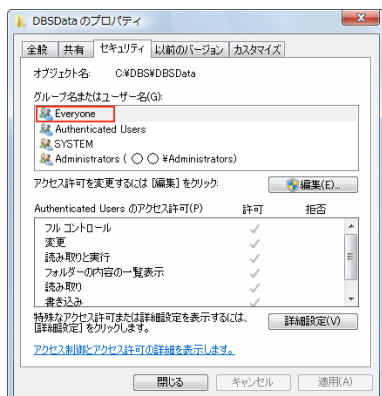 DBSData のプロパティ
全般 共有 セキュリティ 以前のバージョン カスタマイズ
オブジェクト名: C:¥DBS¥DBSData
グループ名またはユーザー名(G):
Everyone
Authenticated Users
SYSTEM
Administrators ( ○ ○ ¥Administrators)
アクセス許可を変更するには [編集] をクリック:
編集(E)...
Authenticated Users のアクセス許可(P) 許可 拒否
フル コントロール
変更
読み取りと実行
フォルダーの内容の一覧表示
読み取り
書き込み
特殊なアクセス許可または詳細設定を表示するには、
[詳細設定] をクリックします。
詳細設定(V)
アクセス制御とアクセス許可の詳細を表示します。
閉じる キャンセル 適用(A)